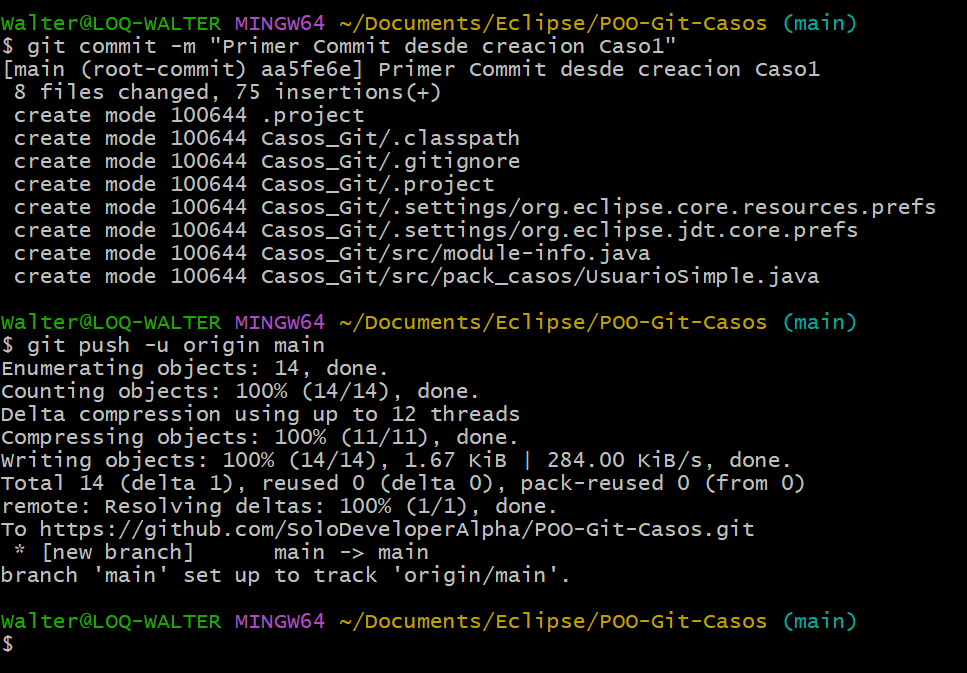 Walter@LOQ-WALTER MINGW64 ~/Documents/Eclipse/POO-Git-Casos (main)
$ git commit -m "Primer Commit desde creacion Caso1"
[main (root-commit) aa5fe6e] Primer Commit desde creacion Caso1
 8 files changed, 75 insertions(+)
 create mode 100644 .project
 create mode 100644 Casos_Git/.classpath
 create mode 100644 Casos_Git/.gitignore
 create mode 100644 Casos_Git/.project
 create mode 100644 Casos_Git/.settings/org.eclipse.core.resources.prefs
 create mode 100644 Casos_Git/.settings/org.eclipse.jdt.core.prefs
 create mode 100644 Casos_Git/src/module-info.java
 create mode 100644 Casos_Git/src/pack_casos/UsuarioSimple.java
Walter@LOQ-WALTER MINGW64 ~/Documents/Eclipse/POO-Git-Casos (main)
$ git push -u origin main
Enumerating objects: 14, done.
Counting objects: 100% (14/14), done.
Delta compression using up to 12 threads
Compressing objects: 100% (11/11), done.
Writing objects: 100% (14/14), 1.67 KiB | 284.00 KiB/s, done.
Total 14 (delta 1), reused 0 (delta 0), pack-reused 0 (from 0)
remote: Resolving deltas: 100% (1/1), done.
To https://github.com/SoloDeveloperAlpha/POO-Git-Casos.git
 * [new branch]      main -> main
branch 'main' set up to track 'origin/main'.
Walter@LOQ-WALTER MINGW64 ~/Documents/Eclipse/POO-Git-Casos (main)
$